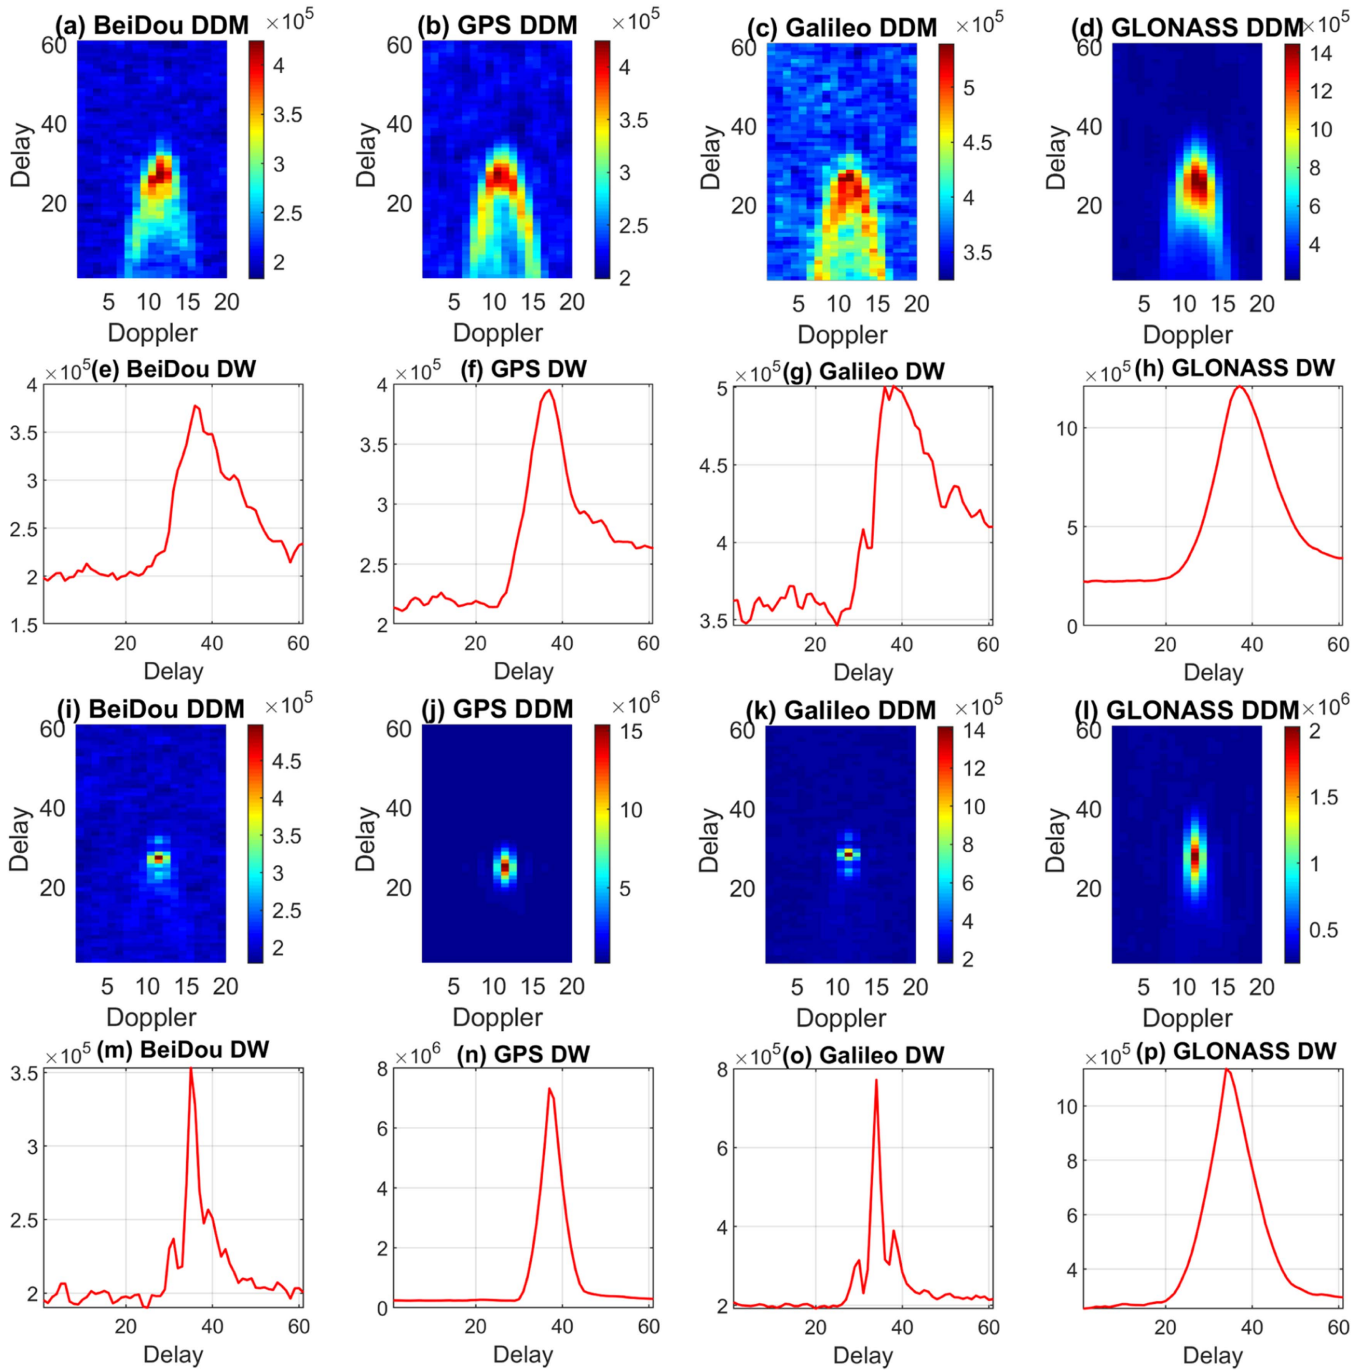 (a) BeiDou DDM ×10^5
(b) GPS DDM ×10^5
(c) Galileo DDM ×10^5
(d) GLONASS DDM ×10^5
60
40
20
Delay
5 10 15 20
Doppler
4
3.5
3
2.5
2
60
40
20
Delay
5 10 15 20
Doppler
4
3.5
3
2.5
2
60
40
20
Delay
5 10 15 20
Doppler
5
4.5
4
3.5
60
40
20
Delay
5 10 15 20
Doppler
14
12
10
8
6
4
×10^5 (e) BeiDou DW
4
3.5
3
2.5
2
1.5
20 40 60
Delay
×10^5 (f) GPS DW
4
3.5
3
2.5
2
20 40 60
Delay
×10^5 (g) Galileo DW
5
4.5
4
3.5
20 40 60
Delay
×10^5 (h) GLONASS DW
10
5
0
20 40 60
Delay
(i) BeiDou DDM ×10^5
60
40
20
Delay
5 10 15 20
Doppler
4.5
4
3.5
3
2.5
2
(j) GPS DDM ×10^6
60
40
20
Delay
5 10 15 20
Doppler
15
10
5
(k) Galileo DDM ×10^5
60
40
20
Delay
5 10 15 20
Doppler
14
12
10
8
6
4
2
(l) GLONASS DDM ×10^6
60
40
20
Delay
5 10 15 20
Doppler
2
1.5
1
0.5
×10^5 (m) BeiDou DW
3.5
3
2.5
2
20 40 60
Delay
×10^6 (n) GPS DW
8
6
4
2
0
20 40 60
Delay
×10^5 (o) Galileo DW
8
6
4
2
20 40 60
Delay
×10^5 (p) GLONASS DW
10
8
6
4
20 40 60
Delay